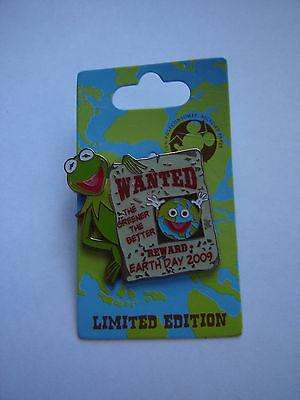 WANTED
THE
GREENER
THE
BETTER
REWARD
EARTH DAY 2009
LIMITED EDITION